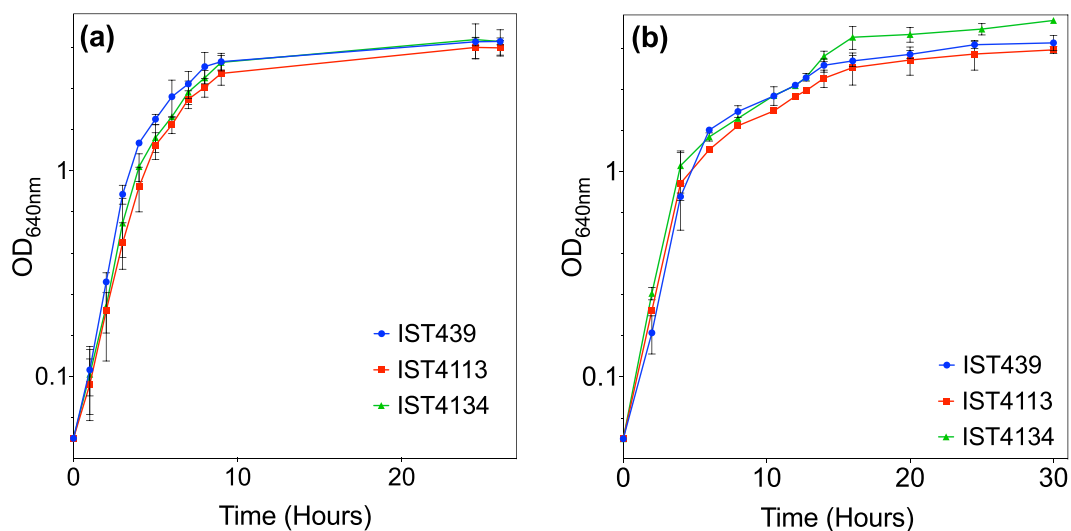 (a)
OD640nm
1
0.1
IST439
IST4113
IST4134
0
10
20
Time (Hours)
(b)
OD640nm
1
0.1
IST439
IST4113
IST4134
0
10
20
30
Time (Hours)